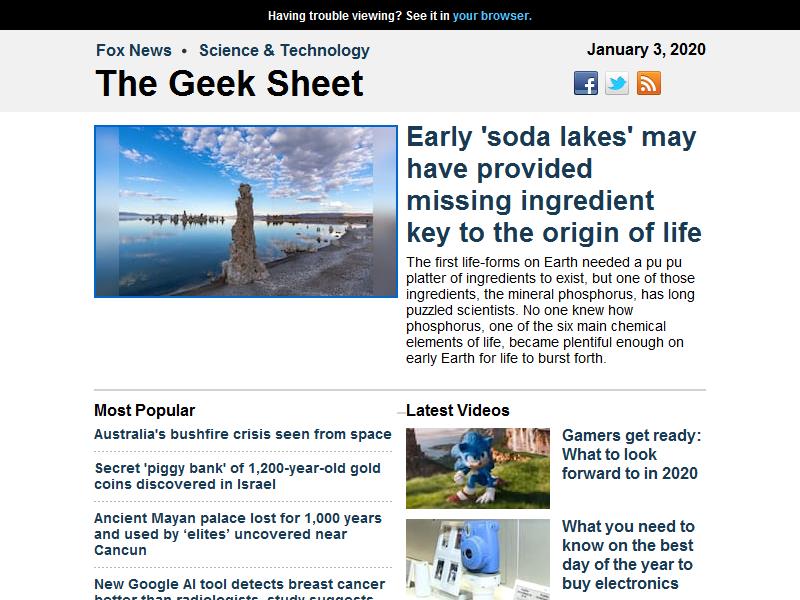 Having trouble viewing? See it in your browser.
Fox News • Science & Technology
January 3, 2020
The Geek Sheet
Early 'soda lakes' may
have provided
missing ingredient
key to the origin of life
The first life-forms on Earth needed a pu pu
platter of ingredients to exist, but one of those
ingredients, the mineral phosphorus, has long
puzzled scientists. No one knew how
phosphorus, one of the six main chemical
elements of life, became plentiful enough on
early Earth for life to burst forth.
Most Popular
Australia's bushfire crisis seen from space
Secret 'piggy bank' of 1,200-year-old gold
coins discovered in Israel
Ancient Mayan palace lost for 1,000 years
and used by ‘elites’ uncovered near
Cancun
New Google AI tool detects breast cancer
better than radiologists, study suggests
Latest Videos
Gamers get ready:
What to look
forward to in 2020
What you need to
know on the best
day of the year to
buy electronics